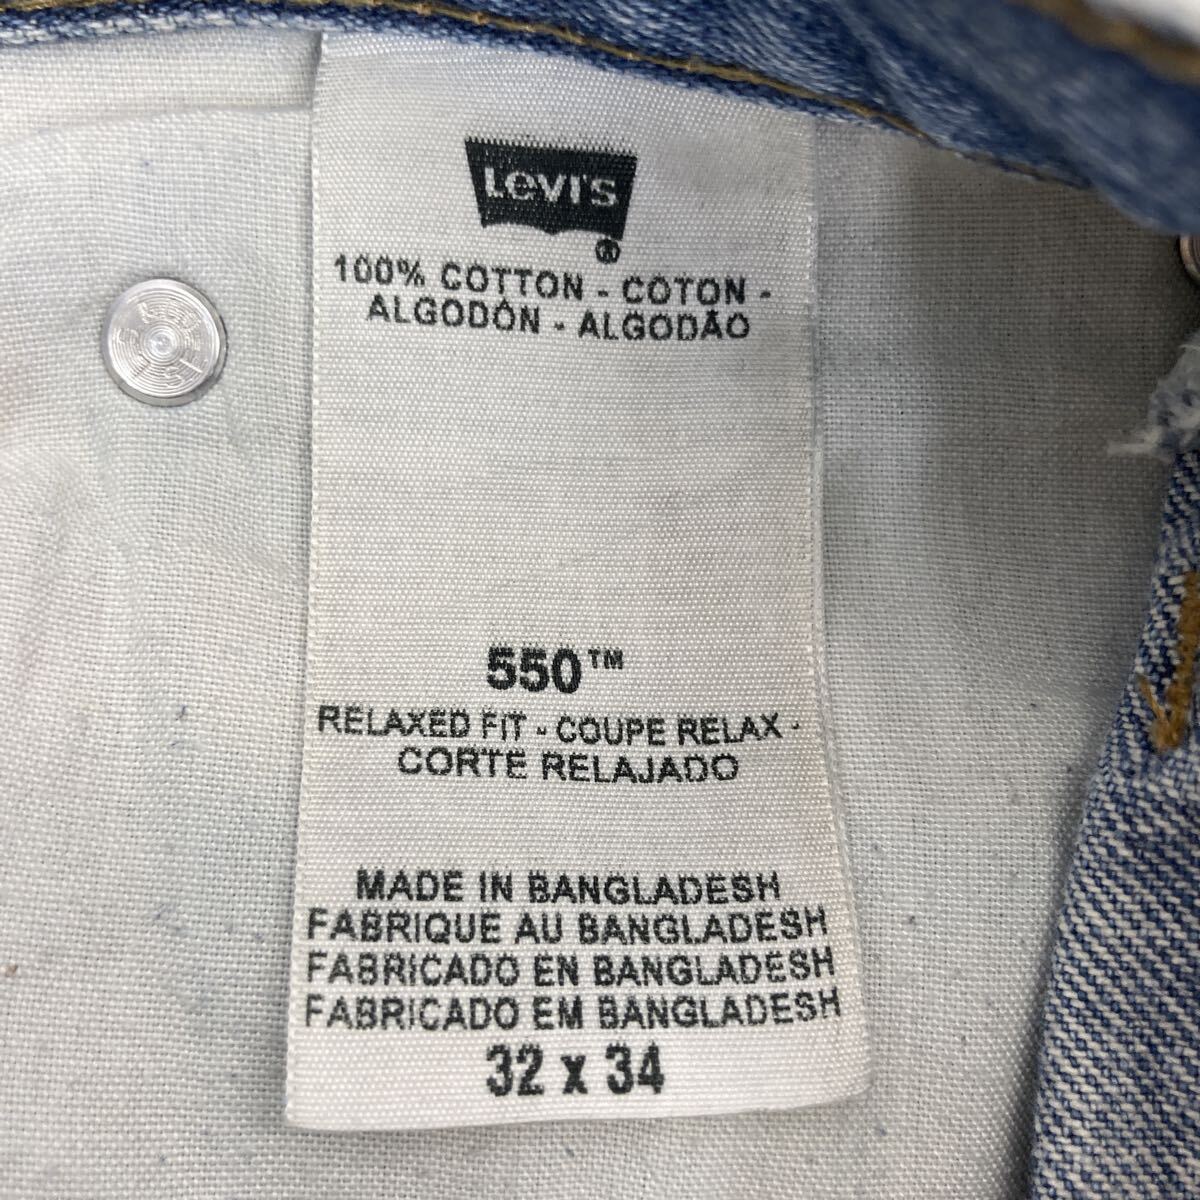 Levi's
®
100% COTTON - COTON -
ALGODÓN - ALGODÃO
550™
RELAXED FIT - COUPE RELAX -
CORTE RELAJADO
MADE IN BANGLADESH
FABRIQUE AU BANGLADESH
FABRICADO EN BANGLADESH
FABRICADO EM BANGLADESH
32 x 34